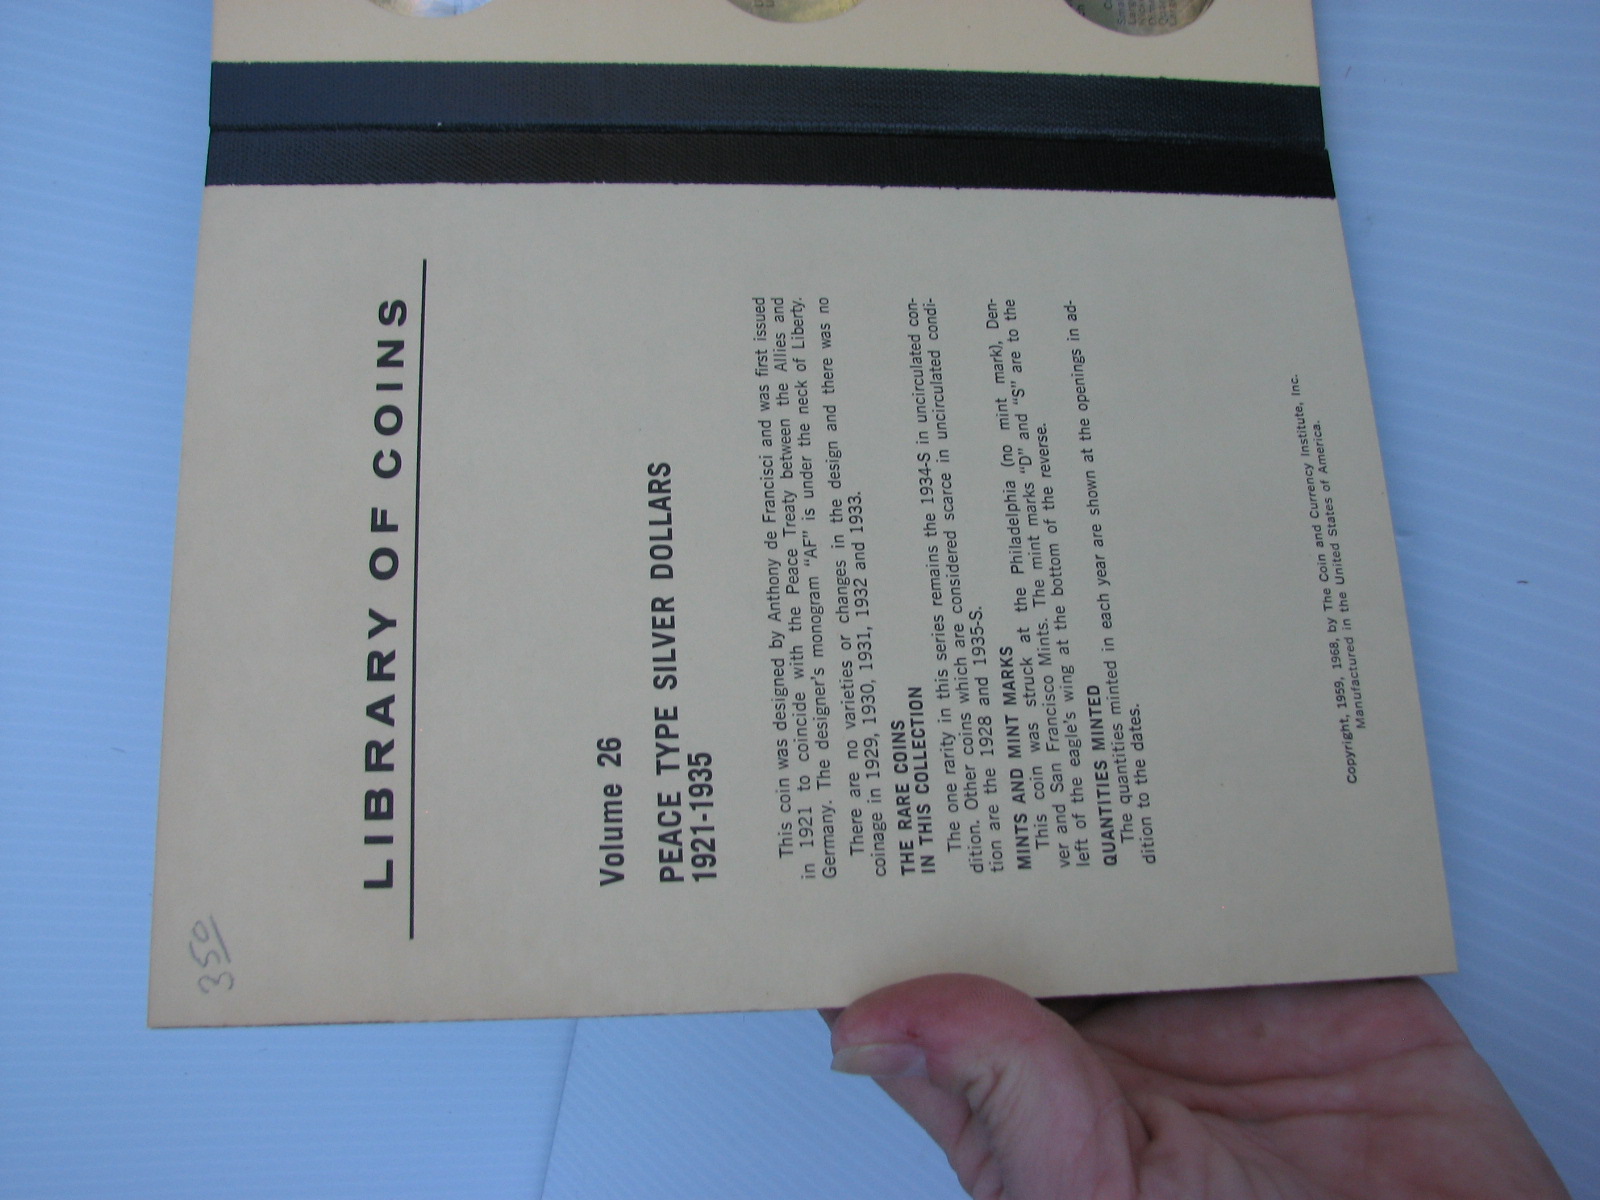 350
LIBRARY OF COINS
Volume 26
PEACE TYPE SILVER DOLLARS
1921-1935
This coin was designed by Anthony de Francisci and was first issued
in 1921 to coincide with the Peace Treaty between the Allies and
Germany. The designer's monogram "AF" is under the neck of Liberty.
There are no varieties or changes in the design and there was no
coinage in 1929, 1930, 1931, 1932 and 1933.
THE RARE COINS
IN THIS COLLECTION
The one rarity in this series remains the 1934-S in uncirculated con-
dition. Other coins which are considered scarce in uncirculated condi-
tion are the 1928 and 1935-S.
MINTS AND MINT MARKS
This coin was struck at the Philadelphia (no mint mark), Den-
ver and San Francisco Mints. The mint marks "D" and "S" are to the
left of the eagle's wing at the bottom of the reverse.
QUANTITIES MINTED
The quantities minted in each year are shown at the openings in ad-
dition to the dates.
Copyright, 1959, 1968, by The Coin and Currency Institute, Inc.
Manufactured in the United States of America.